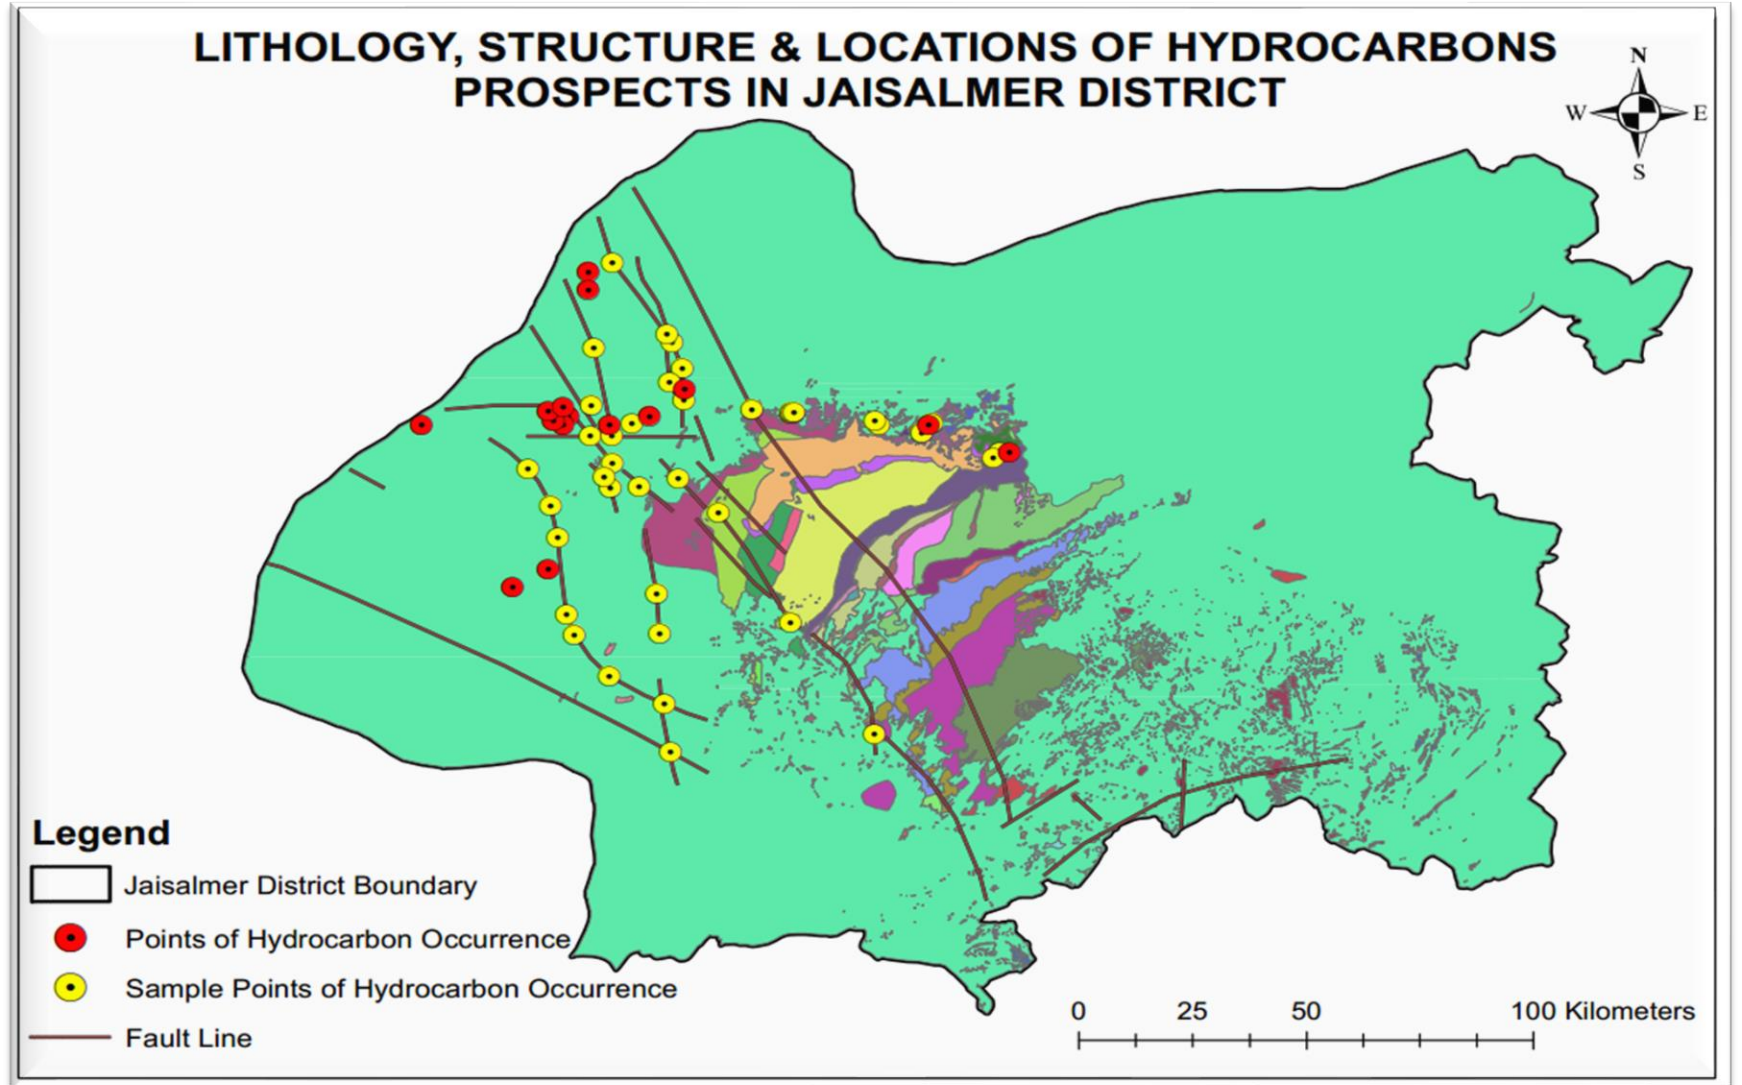 LITHOLOGY, STRUCTURE & LOCATIONS OF HYDROCARBONS
PROSPECTS IN JAISALMER DISTRICT
N
W E
S
Legend
Jaisalmer District Boundary
Points of Hydrocarbon Occurrence
Sample Points of Hydrocarbon Occurrence
Fault Line
0 25 50 100 Kilometers